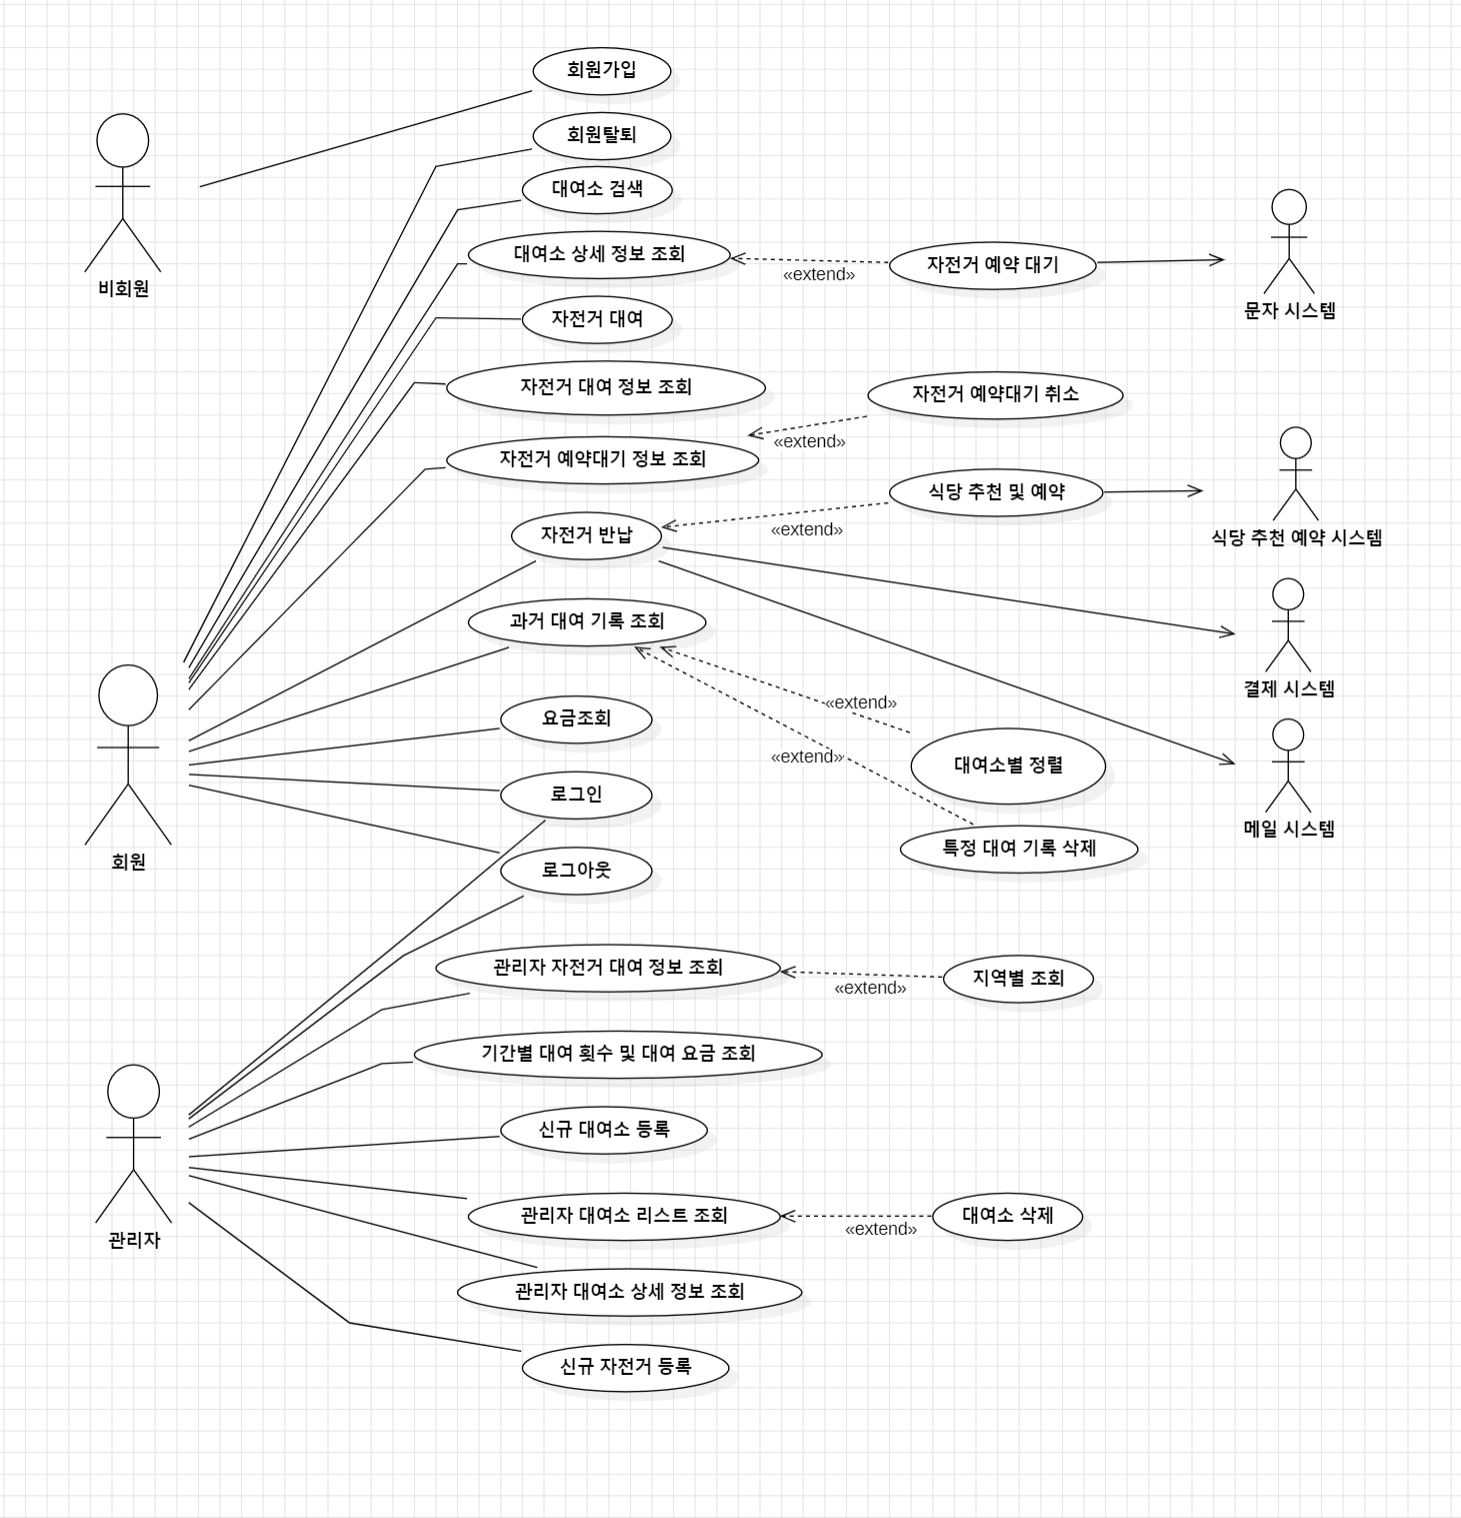 회원가입
회원탈퇴
대여소 검색
대여소 상세 정보 조회
«extend»
자전거 예약 대기
비회원
문자 시스템
자전거 대여
자전거 대여 정보 조회
자전거 예약대기 취소
«extend»
자전거 예약대기 정보 조회
식당 추천 및 예약
«extend»
자전거 반납
식당 추천 예약 시스템
과거 대여 기록 조회
결제 시스템
«extend»
요금조회
«extend»
대여소별 정렬
로그인
메일 시스템
특정 대여 기록 삭제
회원
로그아웃
관리자 자전거 대여 정보 조회
지역별 조회
«extend»
기간별 대여 횟수 및 대여 요금 조회
신규 대여소 등록
관리자 대여소 리스트 조회
대여소 삭제
«extend»
관리자
관리자 대여소 상세 정보 조회
신규 자전거 등록